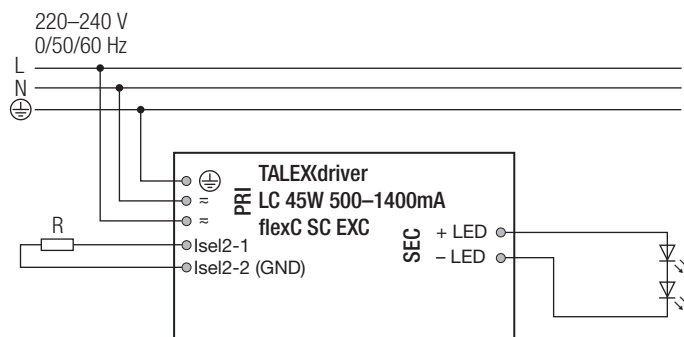 220–240 V
0/50/60 Hz
L
N
TALEXXdriver
LC 45W 500–1400mA
flexC SC EXC
PRI
≂
≂
R
Isel2-1
Isel2-2 (GND)
SEC
+ LED
– LED